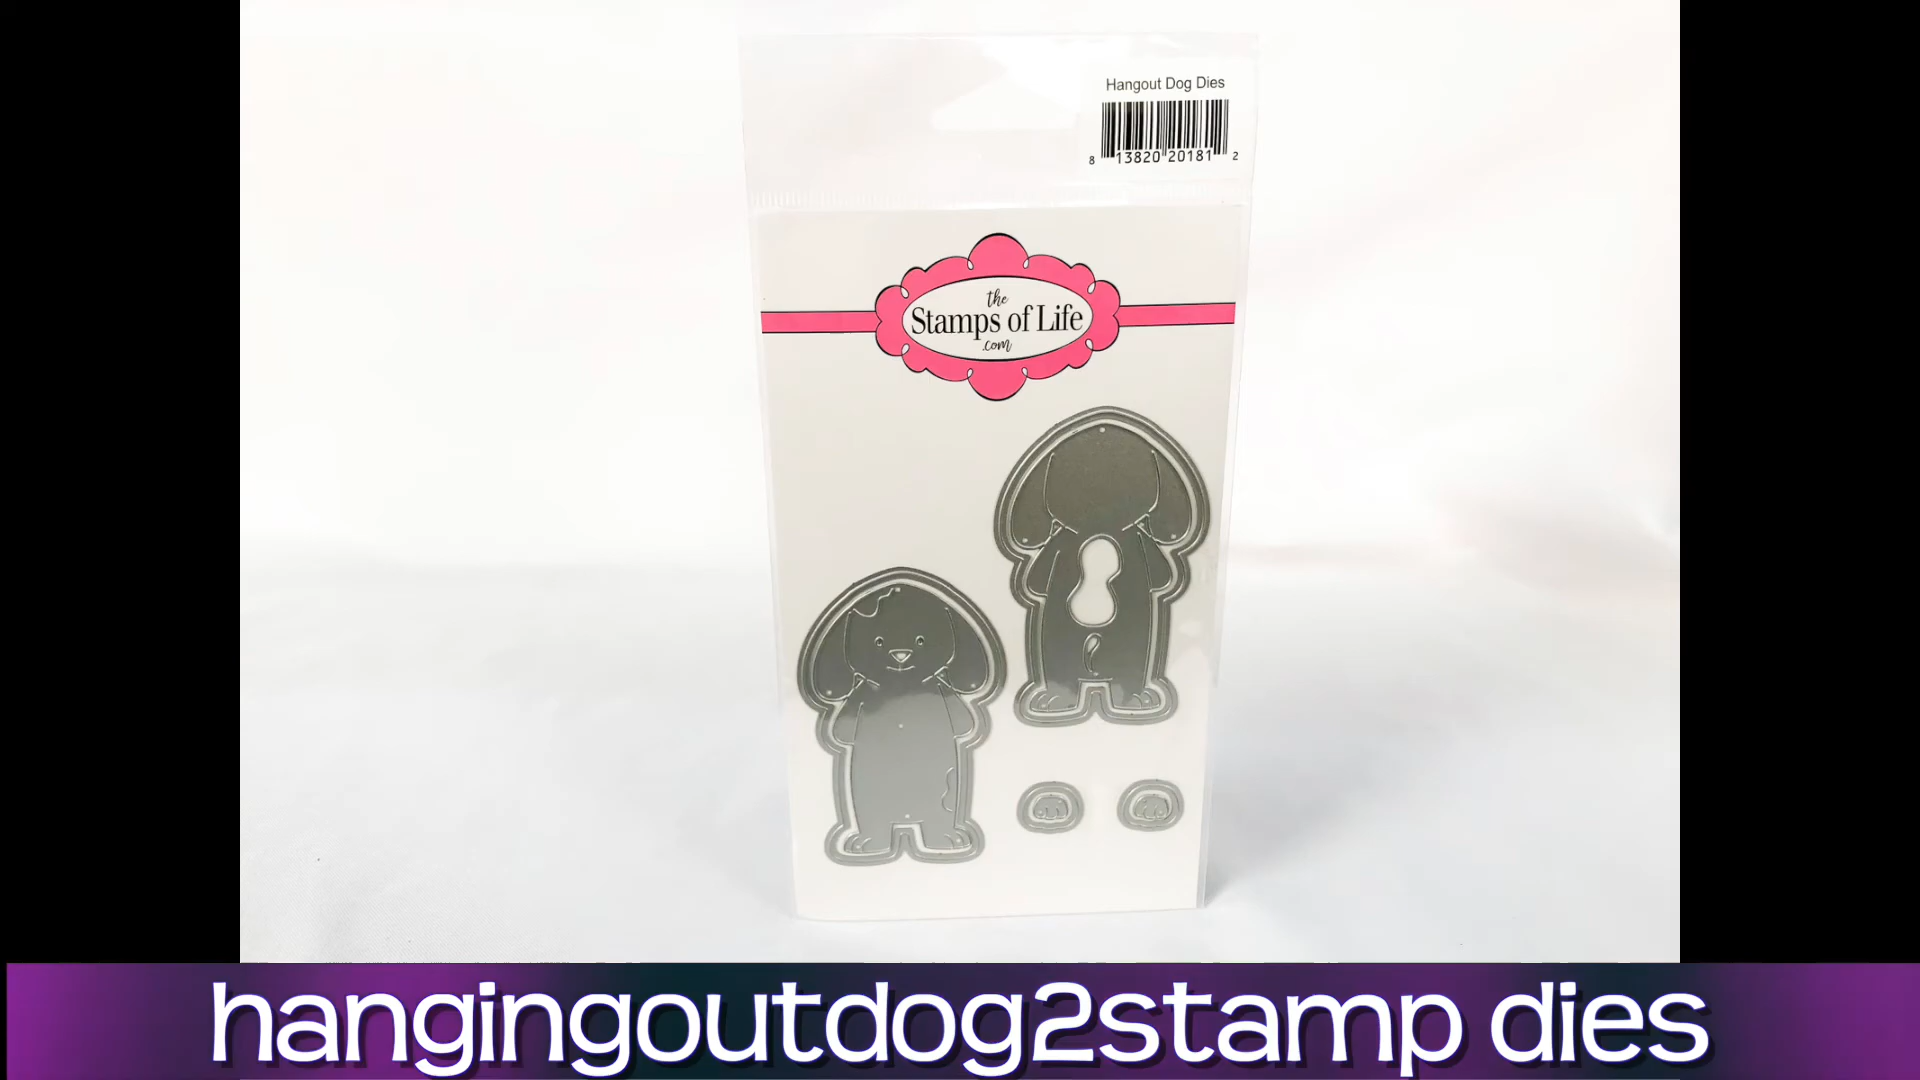 Hangout Dog Dies
8 13820 20181 2
the
Stamps of Life
.com
hangingoutdog2stamp dies